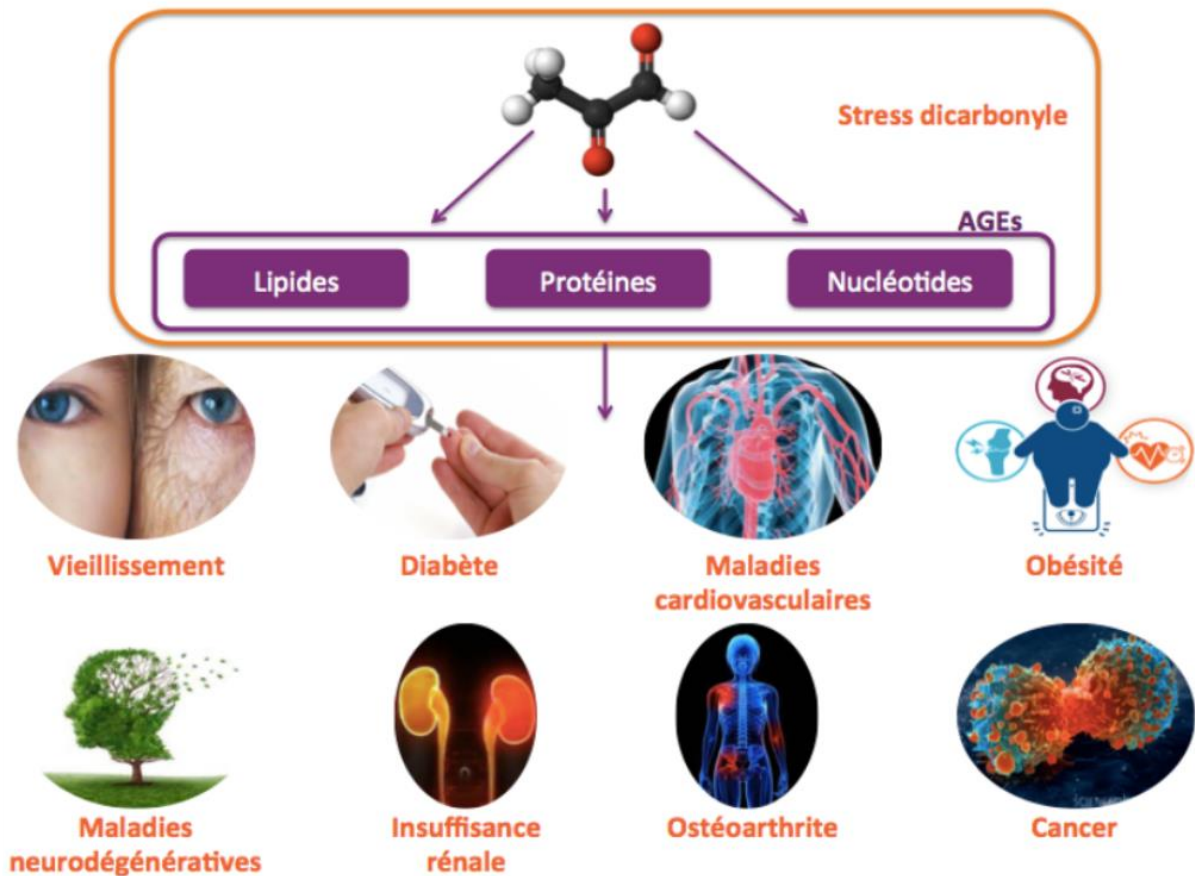 Stress dicarbonyle
AGEs
Lipides
Protéines
Nucléotides
Vieillissement
Diabète
Maladies
cardiovasculaires
Obésité
Maladies
neurodégénératives
Insuffisance
rénale
Ostéoarthrite
Cancer